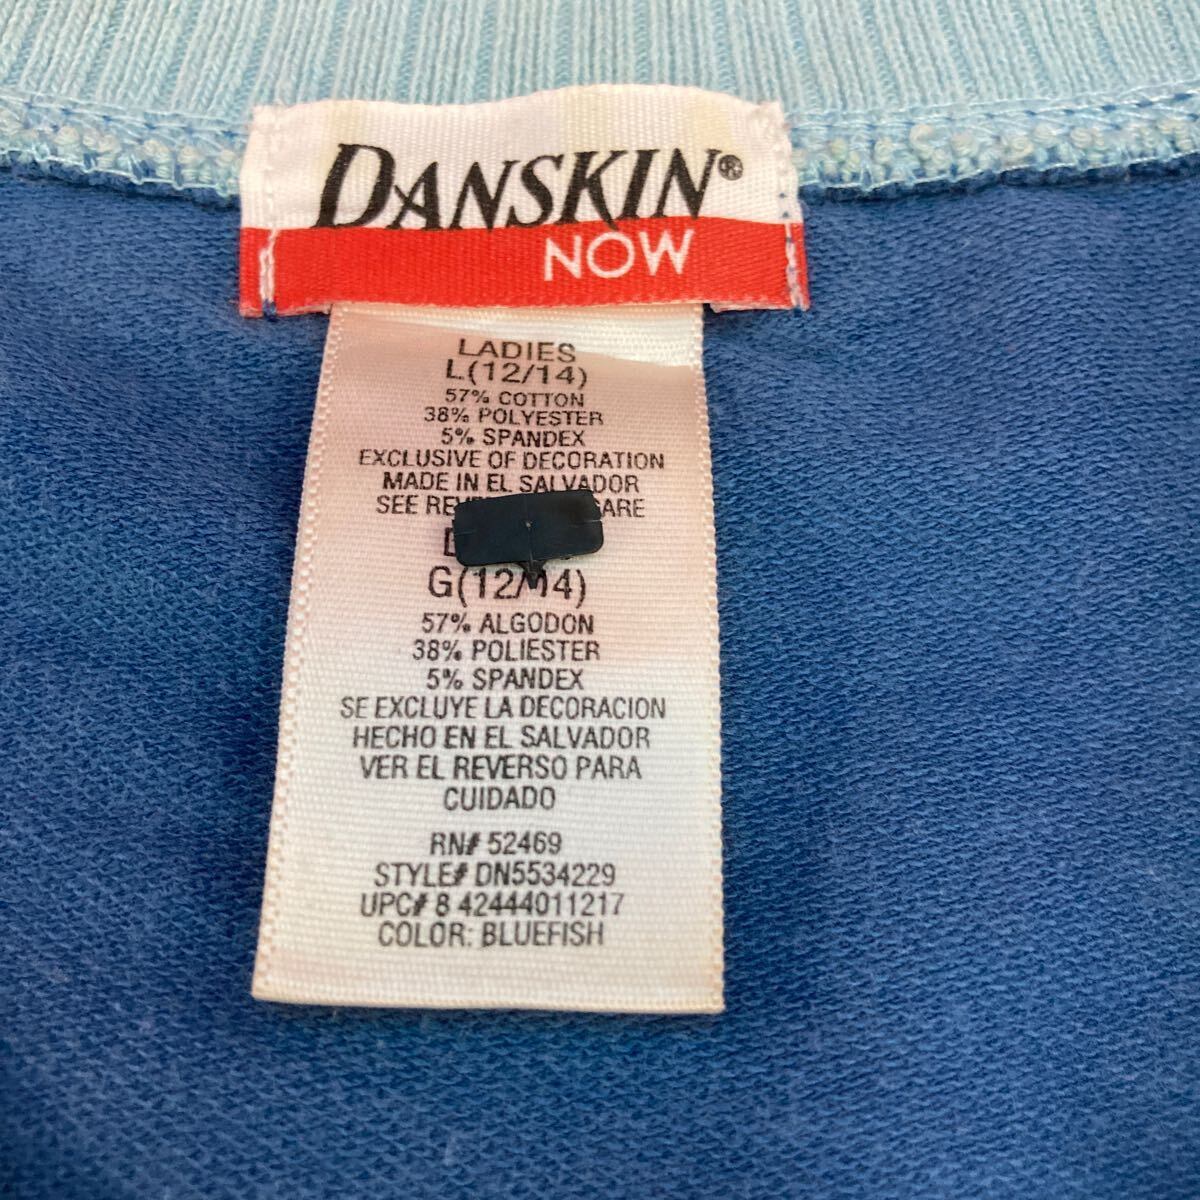 DANSKIN®
NOW
LADIES
L(12/14)
57% COTTON
38% POLYESTER
5% SPANDEX
EXCLUSIVE OF DECORATION
MADE IN EL SALVADOR
SEE
G(12/14)
57% ALGODON
38% POLIESTER
5% SPANDEX
SE EXCLUYE LA DECORACION
HECHO EN EL SALVADOR
VER EL REVERSO PARA
CUIDADO
RN# 52469
STYLE# DN5534229
UPC# 8 42444011217
COLOR: BLUEFISH